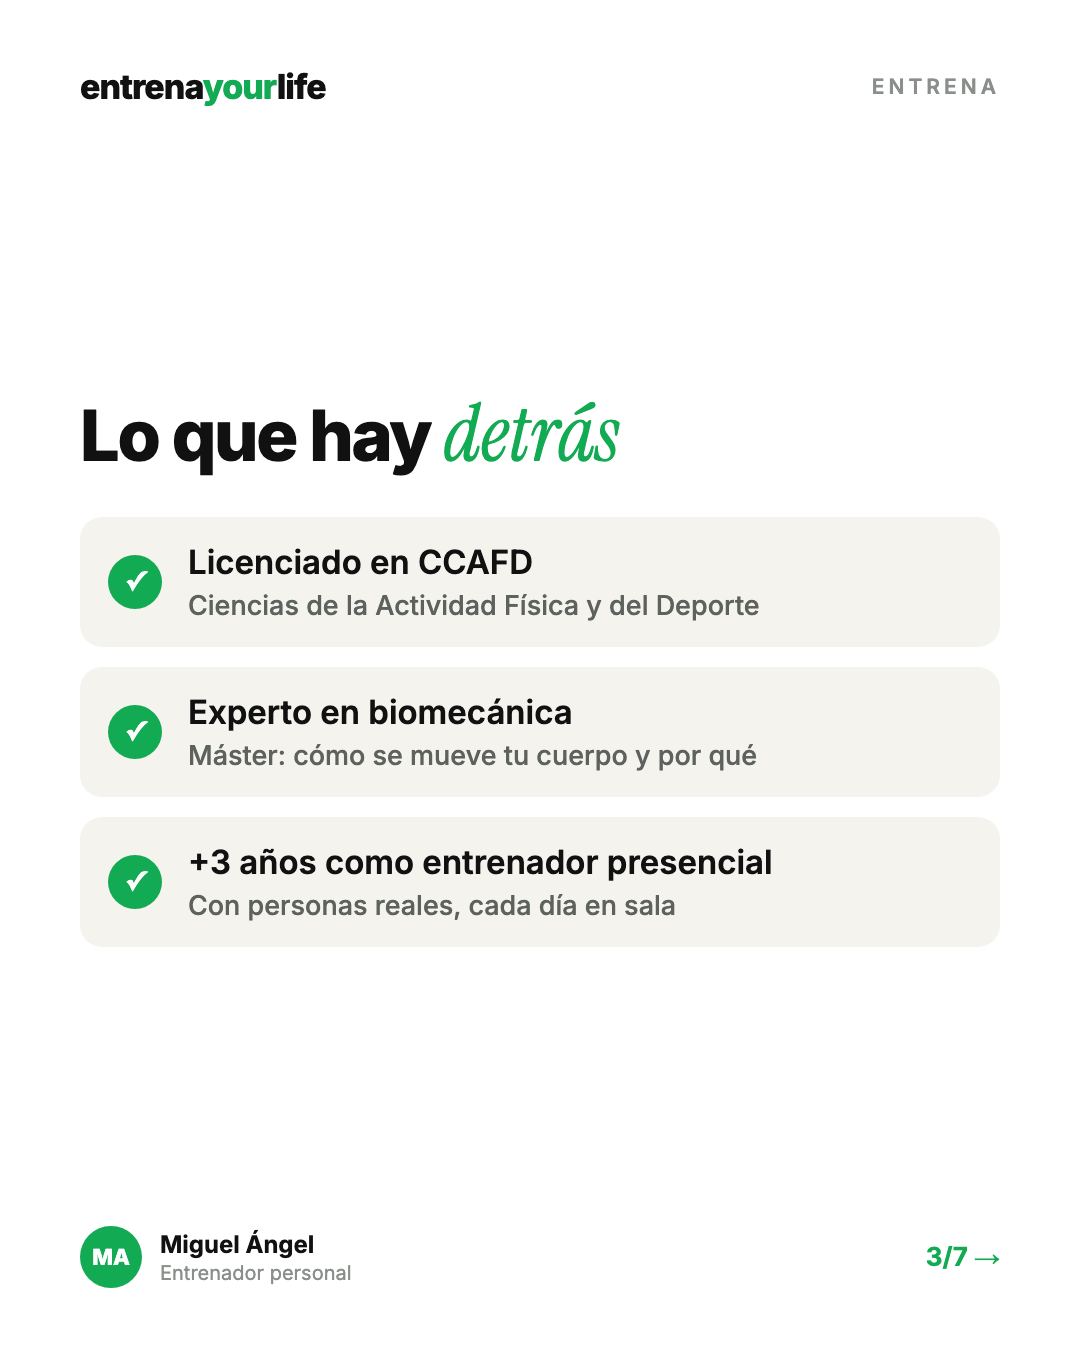 entrenayourlife
ENTRENA
Lo que hay detrás
Licenciado en CCAFD
Ciencias de la Actividad Física y del Deporte
Experto en biomecánica
Máster: cómo se mueve tu cuerpo y por qué
+3 años como entrenador presencial
Con personas reales, cada día en sala
MA
Miguel Ángel
Entrenador personal
3/7 →